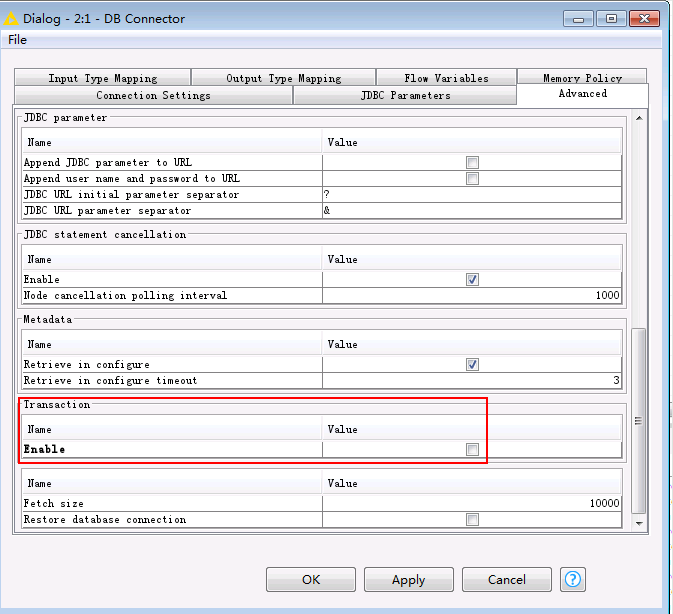 Dialog - 2:1 - DB Connector
File
Input Type Mapping Output Type Mapping Flow Variables Memory Policy
Connection Settings JDBC Parameters Advanced
JDBC parameter
Name Value
Append JDBC parameter to URL
Append user name and password to URL
JDBC URL initial parameter separator ?
JDBC URL parameter separator &
JDBC statement cancellation
Name Value
Enable
Node cancellation polling interval 1000
Metadata
Name Value
Retrieve in configure
Retrieve in configure timeout 3
Transaction
Name Value
Enable
Name Value
Fetch size 10000
Restore database connection
OK Apply Cancel ?